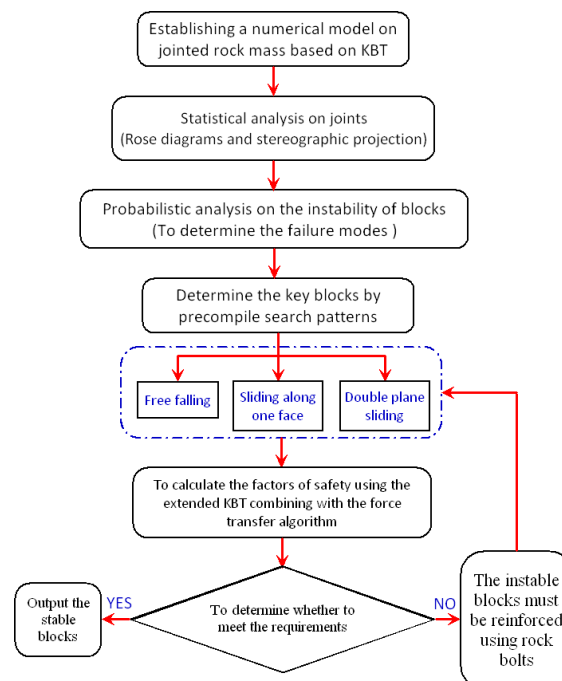 Establishing a numerical model on
jointed rock mass based on KBT
Statistical analysis on joints
(Rose diagrams and stereographic projection)
Probabilistic analysis on the instability of blocks
(To determine the failure modes )
Determine the key blocks by
precompile search patterns
Free falling
Sliding along
one face
Double plane
sliding
To calculate the factors of safety using the
extended KBT combining with the force
transfer algorithm
To determine whether to
meet the requirements
YES
NO
Output the
stable
blocks
The instable
blocks must
be reinforced
using rock
bolts